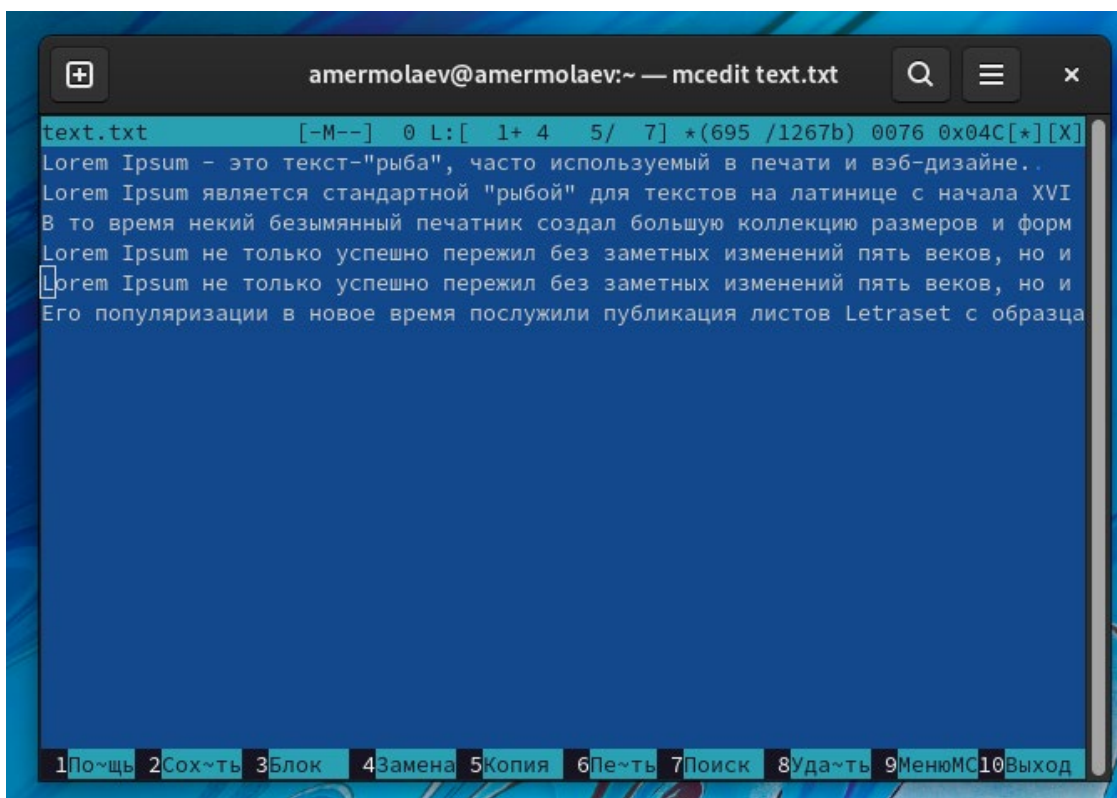 amermolaev@amermolaev:~ — mcedit text.txt
text.txt [-M--] 0 L:[ 1+ 4 5/ 7] *(695 /1267b) 0076 0x04C[*][X]
Lorem Ipsum - это текст-"рыба", часто используемый в печати и вэб-дизайне..
Lorem Ipsum является стандартной "рыбой" для текстов на латинице с начала XVI
В то время некий безымянный печатник создал большую коллекцию размеров и форм
Lorem Ipsum не только успешно пережил без заметных изменений пять веков, но и
Lorem Ipsum не только успешно пережил без заметных изменений пять веков, но и
Его популяризации в новое время послужили публикация листов Letraset с образца
1По~щь 2Сох~ть 3Блок 4Замена 5Копия 6Пе~ть 7Поиск 8Уда~ть 9МенюMC 10Выход